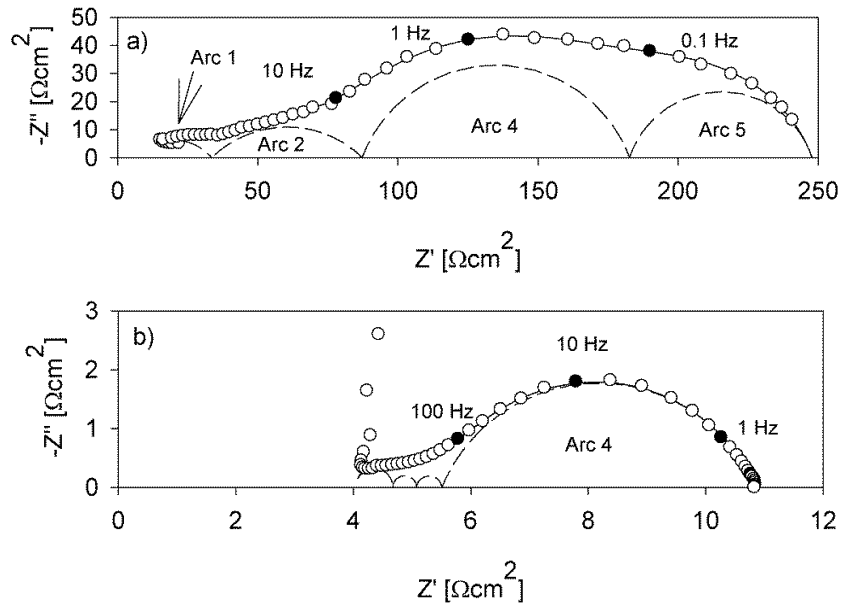 50
a)
1 Hz
40
Arc 1
0.1 Hz
30
10 Hz
20
10
Arc 2
Arc 4
Arc 5
0
-Z" [Ωcm²]
0 50 100 150 200 250
Z' [Ωcm²]
3
b)
10 Hz
2
100 Hz
1 Hz
1
Arc 4
0
-Z" [Ωcm²]
0 2 4 6 8 10 12
Z' [Ωcm²]